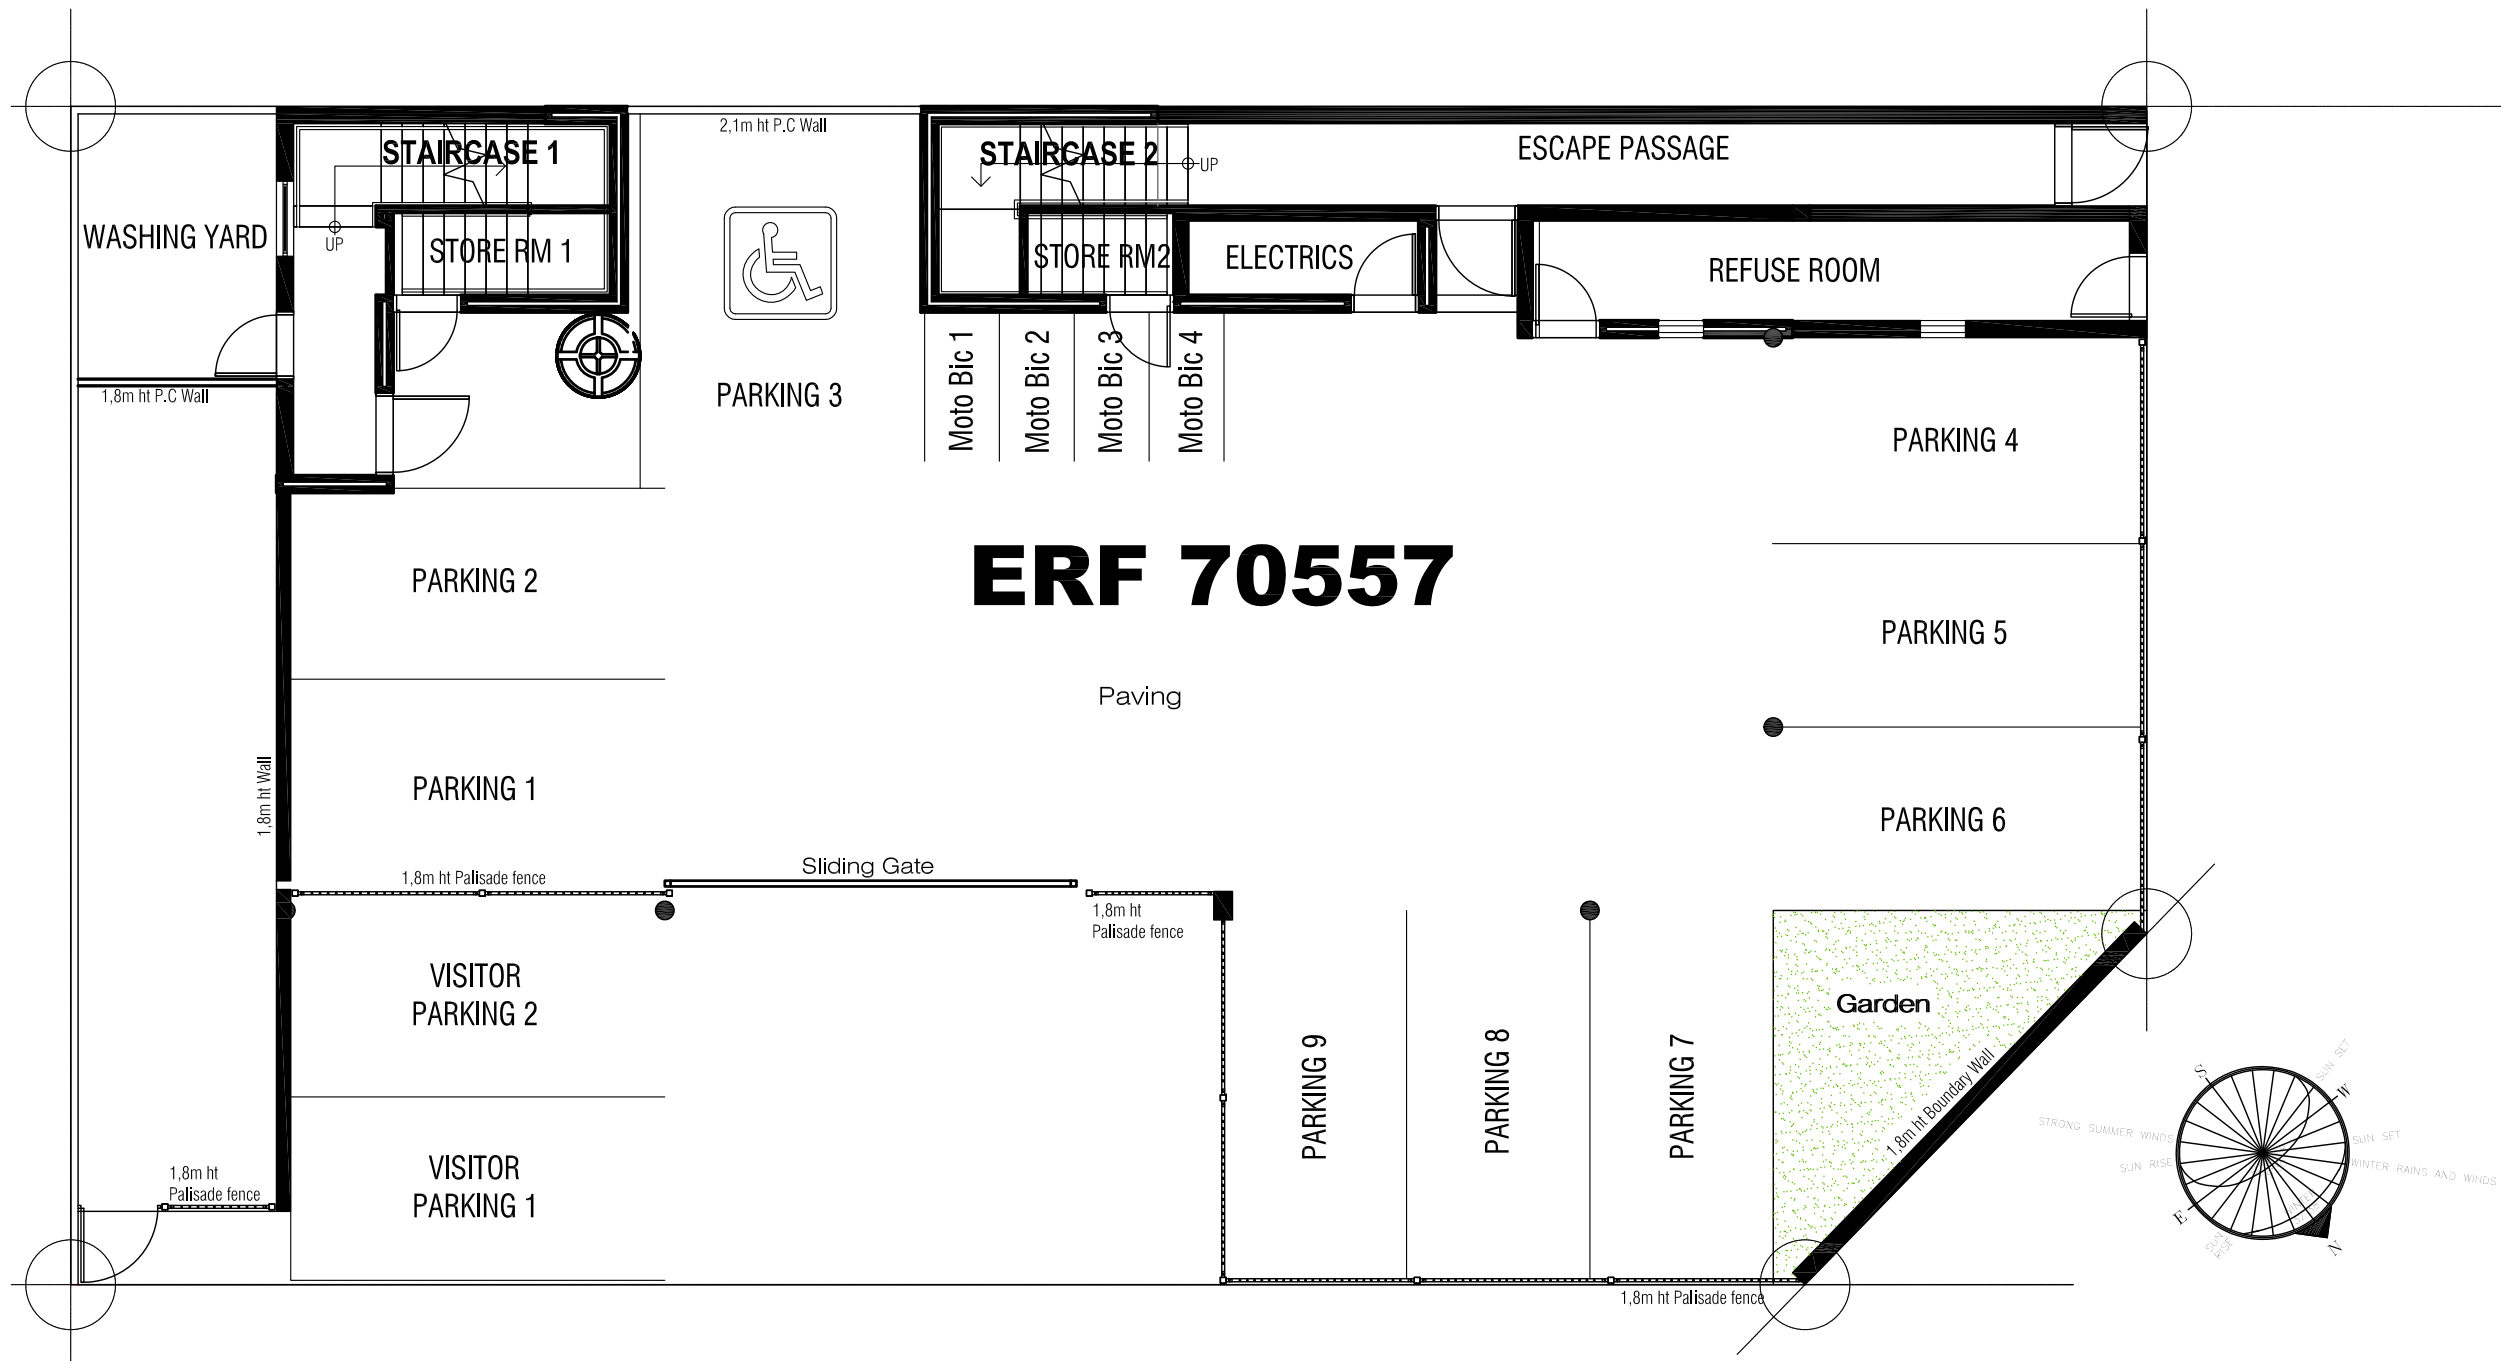 2,1m ht P.C Wall
STAIRCASE 1
STAIRCASE 2
UP
ESCAPE PASSAGE
WASHING YARD
UP
STORE RM 1
STORE RM2
ELECTRICS
REFUSE ROOM
1,8m ht P.C Wall
PARKING 3
Moto Bic 1
Moto Bic 2
Moto Bic 3
Moto Bic 4
PARKING 4
PARKING 2
ERF 70557
PARKING 5
Paving
1,8m ht Wall
PARKING 1
PARKING 6
Sliding Gate
1,8m ht Palisade fence
1,8m ht
Palisade fence
VISITOR
PARKING 2
Garden
PARKING 9
PARKING 8
PARKING 7
1,8m ht Boundary Wall
VISITOR
PARKING 1
1,8m ht
Palisade fence
1,8m ht Palisade fence
S
SUN SET
W
STRONG SUMMER WINDS
SUN SET
SUN RISE
WINTER RAINS AND WINDS
E
SUN
N